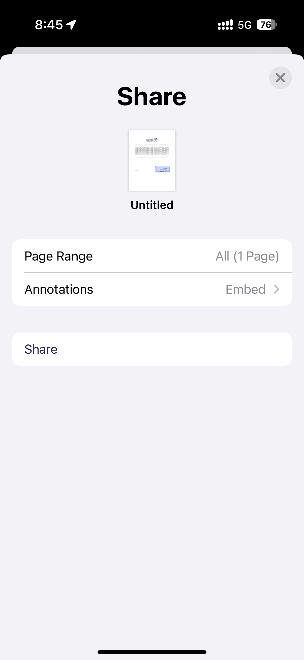 8:45
5G
76
Share
Untitled
Page Range All (1 Page)
Annotations Embed
Share